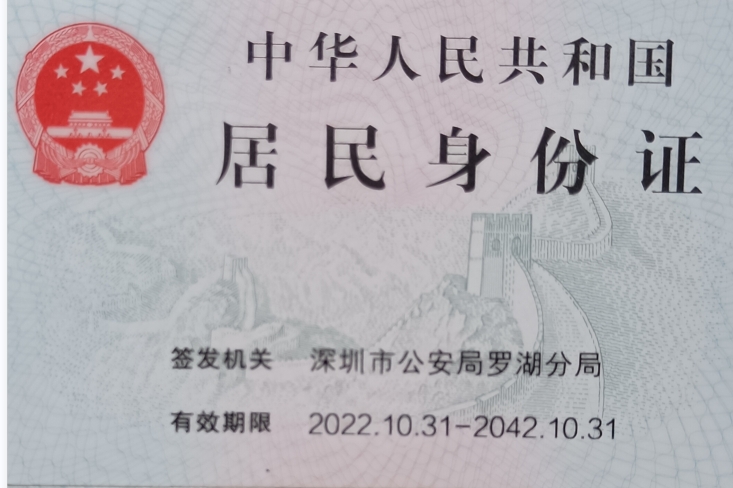 中华人民共和国
居民身份证
签发机关 深圳市公安局罗湖分局
有效期限 2022.10.31-2042.10.31